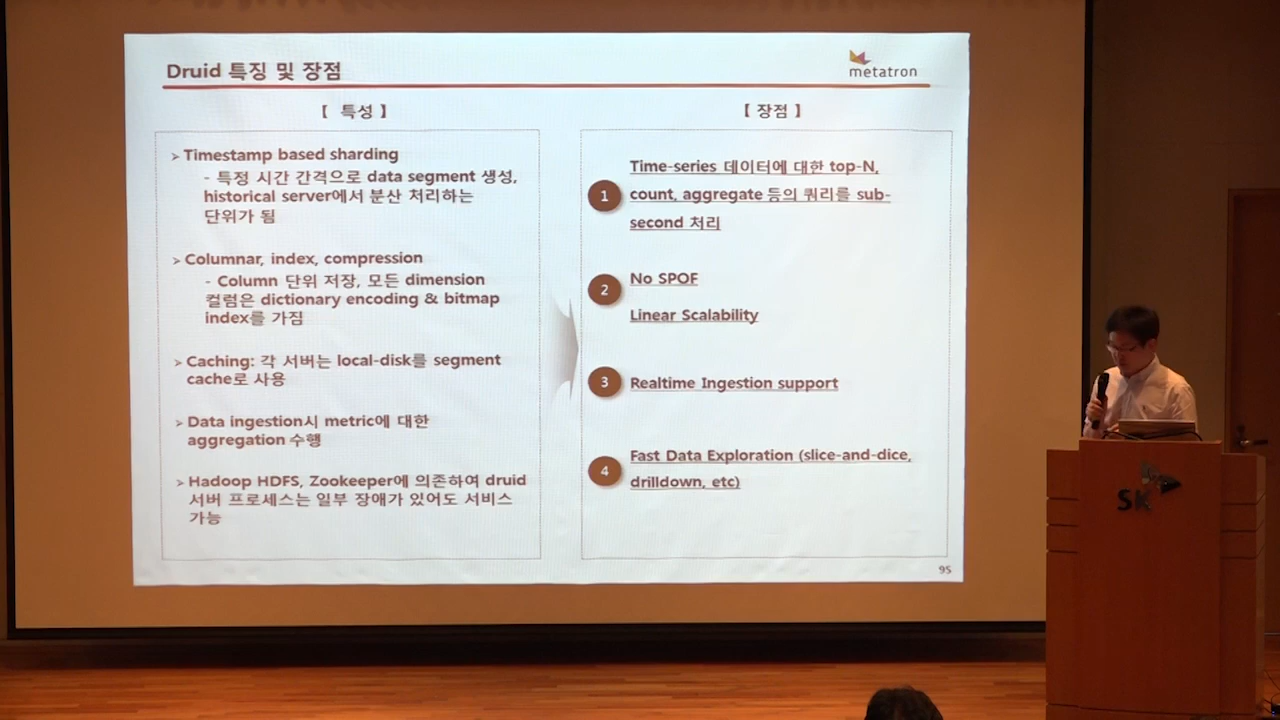 Druid 특징 및 장점
metatron
【 특성 】
➢ Timestamp based sharding
- 특정 시간 간격으로 data segment 생성,
historical server에서 분산 처리하는
단위가 됨
➢ Columnar, index, compression
- Column 단위 저장, 모든 dimension
컬럼은 dictionary encoding & bitmap
index를 가짐
➢ Caching: 각 서버는 local-disk를 segment
cache로 사용
➢ Data ingestion시 metric에 대한
aggregation 수행
➢ Hadoop HDFS, Zookeeper에 의존하여 druid
서버 프로세스는 일부 장애가 있어도 서비스
가능
【 장점 】
1
Time-series 데이터에 대한 top-N,
count, aggregate 등의 쿼리를 sub-
second 처리
2
No SPOF
Linear Scalability
3
Realtime Ingestion support
4
Fast Data Exploration (slice-and-dice,
drilldown, etc)
95
SK